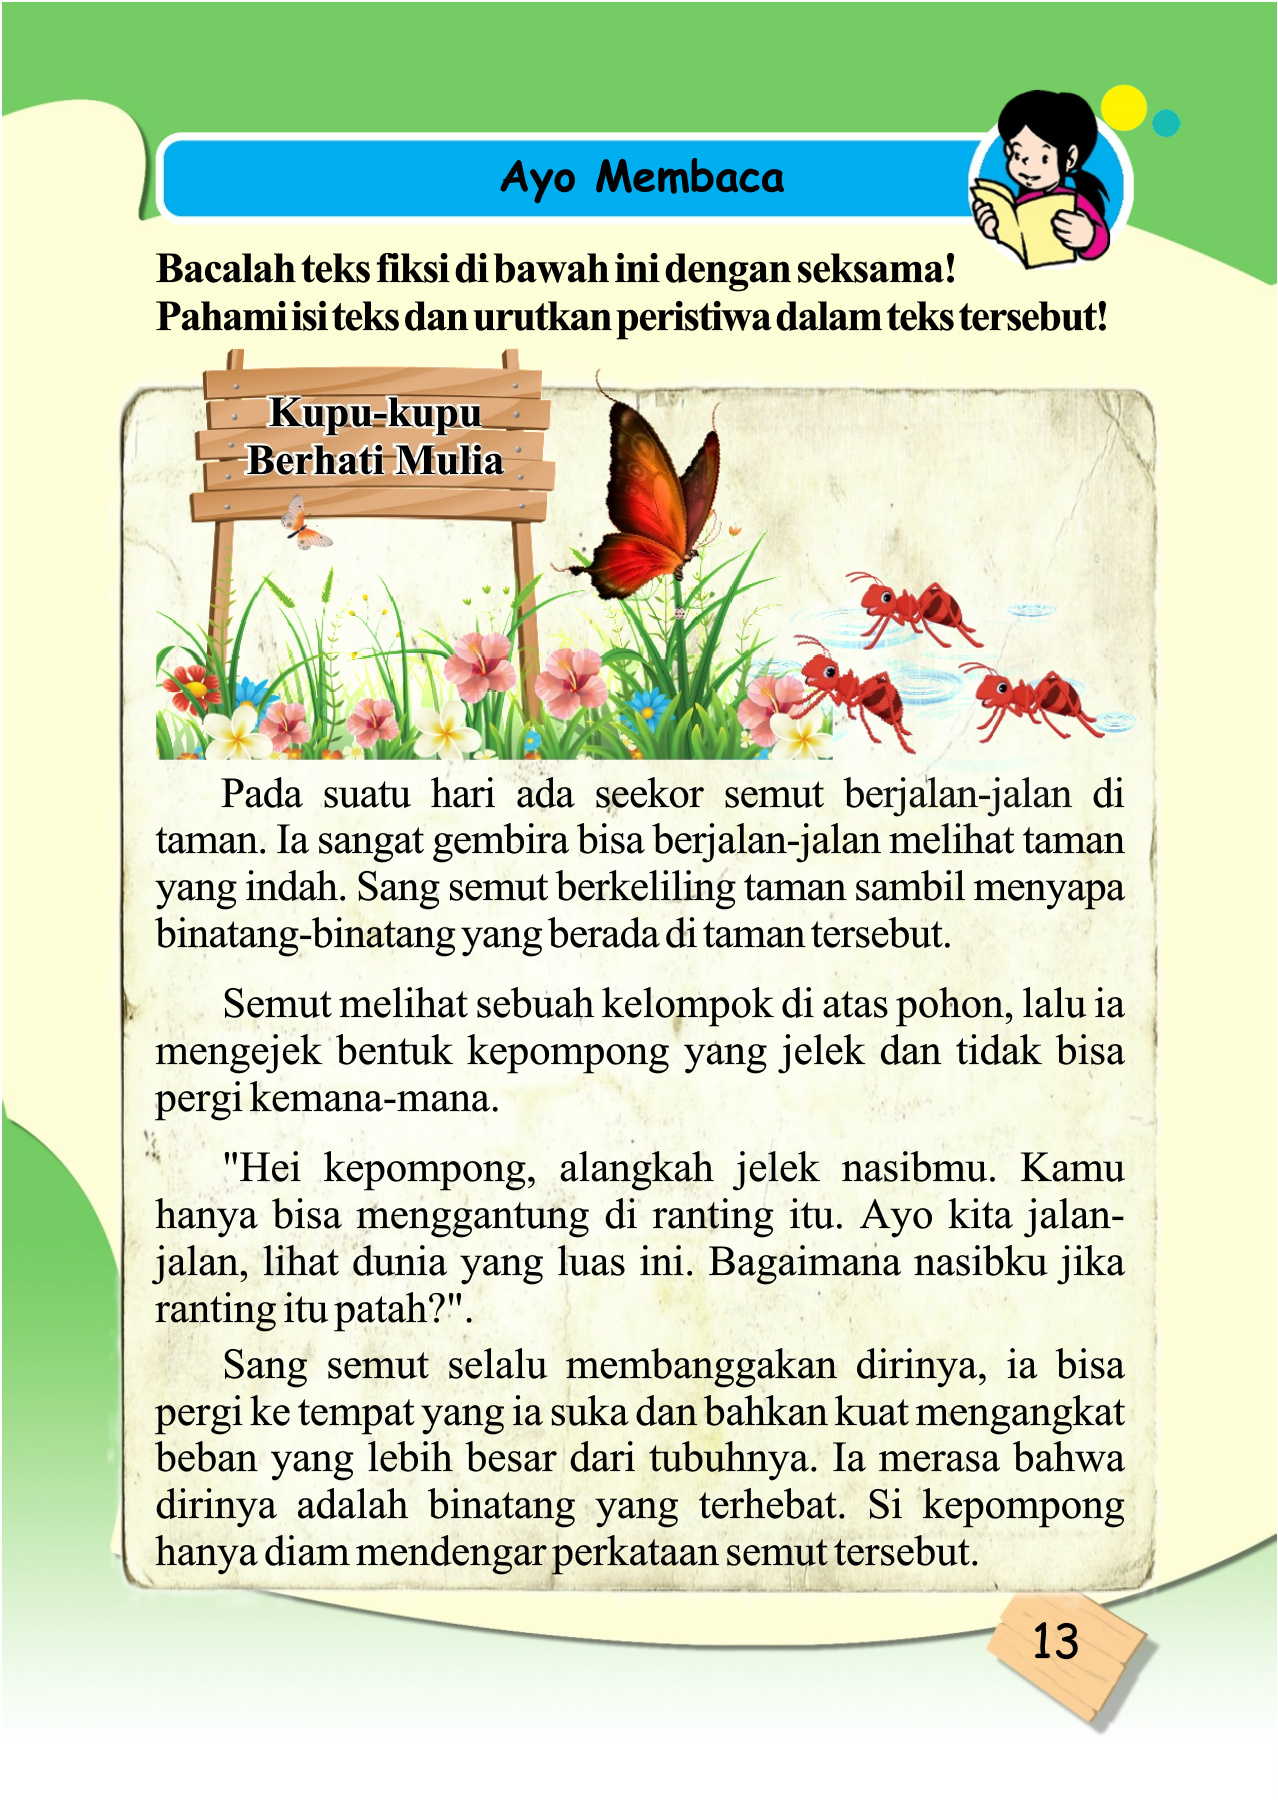 Ayo Membaca
Bacalah teks fiksi di bawah ini dengan seksama!
Pahami isi teks dan urutkan peristiwa dalam teks tersebut!
Kupu-kupu
Berhati Mulia
Pada suatu hari ada seekor semut berjalan-jalan di
taman. Ia sangat gembira bisa berjalan-jalan melihat taman
yang indah. Sang semut berkeliling taman sambil menyapa
binatang-binatang yang berada di taman tersebut.
Semut melihat sebuah kelompok di atas pohon, lalu ia
mengejek bentuk kepompong yang jelek dan tidak bisa
pergi kemana-mana.
"Hei kepompong, alangkah jelek nasibmu. Kamu
hanya bisa menggantung di ranting itu. Ayo kita jalan-
jalan, lihat dunia yang luas ini. Bagaimana nasibku jika
ranting itu patah?".
Sang semut selalu membanggakan dirinya, ia bisa
pergi ke tempat yang ia suka dan bahkan kuat mengangkat
beban yang lebih besar dari tubuhnya. Ia merasa bahwa
dirinya adalah binatang yang terhebat. Si kepompong
hanya diam mendengar perkataan semut tersebut.
13